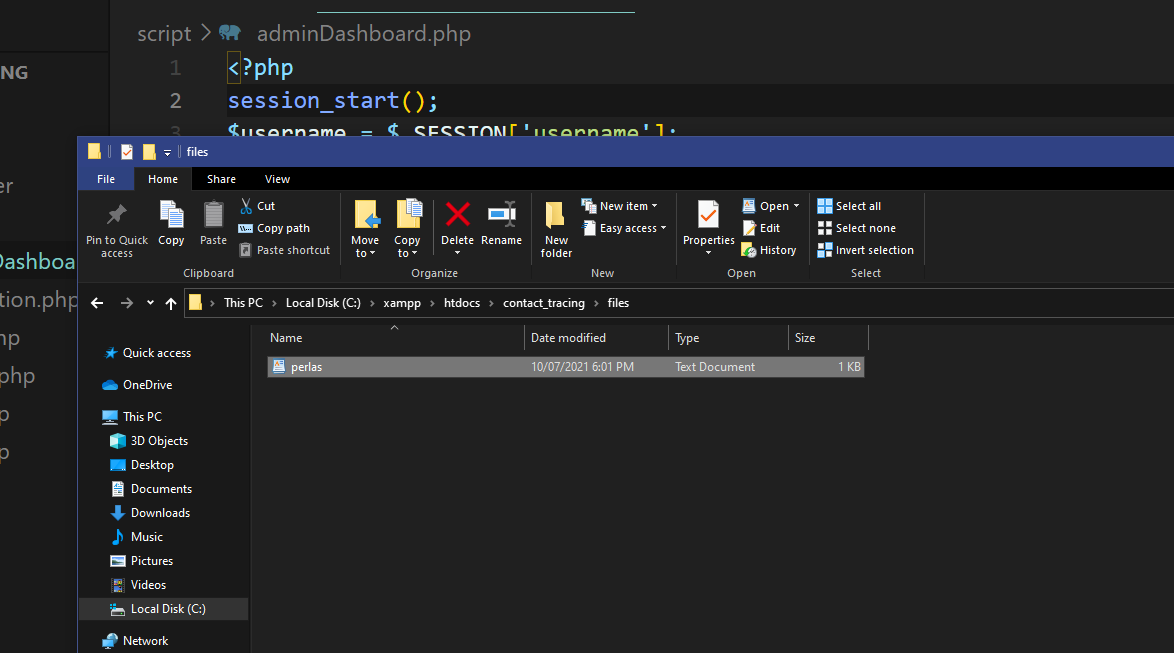 script > adminDashboard.php
NG
1 <?php
2 session_start();
3 $username = $_SESSION['username'];
files
File Home Share View
Pin to Quick access
Copy
Paste
Cut
Copy path
Paste shortcut
Clipboard
Move to
Copy to
Delete
Rename
Organize
New folder
New item
Easy access
New
Properties
Open
Edit
History
Open
Select all
Select none
Invert selection
Select
This PC > Local Disk (C:) > xampp > htdocs > contact_tracing > files
er
Dashboa
tion.php
np
php
p
p
Name Date modified Type Size
perlas 10/07/2021 6:01 PM Text Document 1 KB
Quick access
OneDrive
This PC
3D Objects
Desktop
Documents
Downloads
Music
Pictures
Videos
Local Disk (C:)
Network